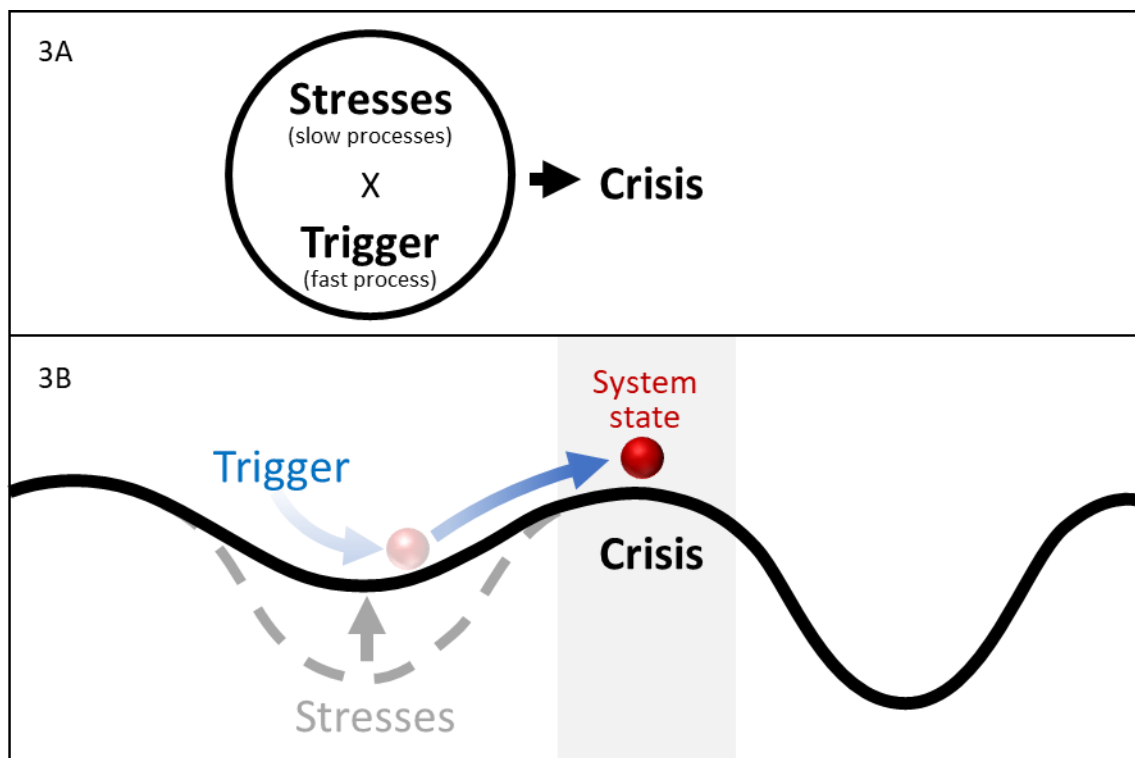 3A
Stresses
(slow processes)
X
Trigger
(fast process)
Crisis
3B
System
state
Trigger
Crisis
Stresses